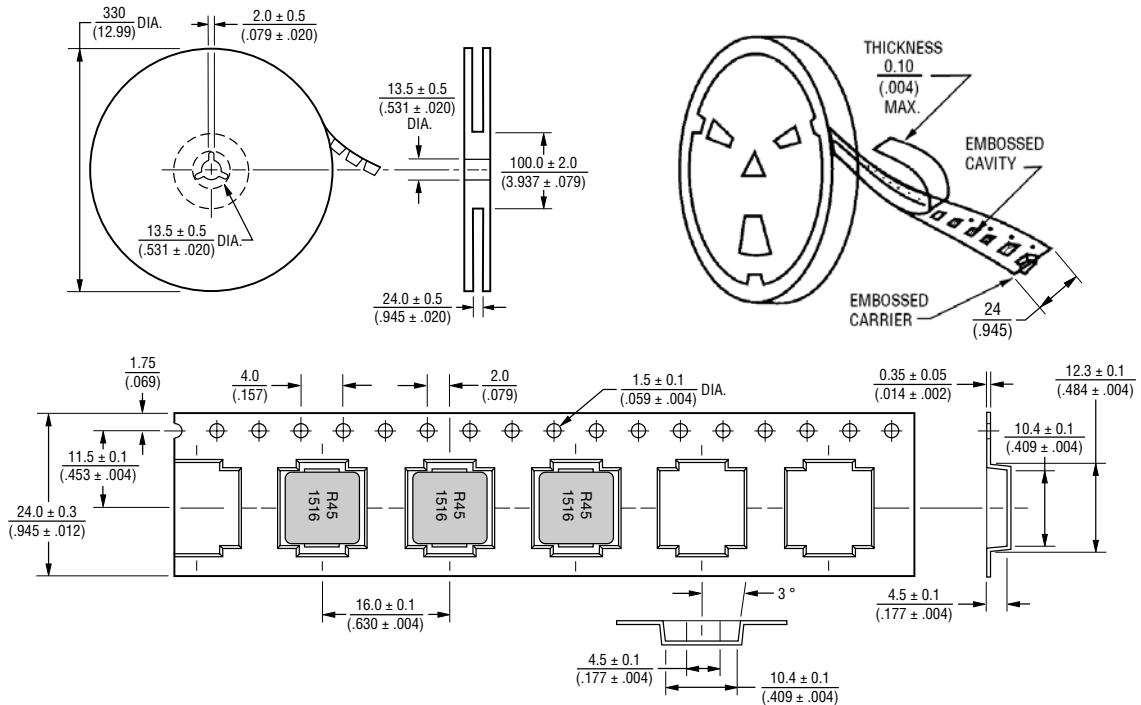 330
(12.99)
DIA.
2.0 ± 0.5
(.079 ± .020)
13.5 ± 0.5
(.531 ± .020)
DIA.
100.0 ± 2.0
(3.937 ± .079)
13.5 ± 0.5
(.531 ± .020)
DIA.
24.0 ± 0.5
(.945 ± .020)
THICKNESS
0.10
(.004)
MAX.
EMBOSSED
CAVITY
EMBOSSED
CARRIER
24
(.945)
1.75
(.069)
4.0
(.157)
2.0
(.079)
1.5 ± 0.1
(.059 ± .004)
DIA.
0.35 ± 0.05
(.014 ± .002)
12.3 ± 0.1
(.484 ± .004)
10.4 ± 0.1
(.409 ± .004)
11.5 ± 0.1
(.453 ± .004)
24.0 ± 0.3
(.945 ± .012)
R45
1516
R45
1516
R45
1516
16.0 ± 0.1
(.630 ± .004)
3 °
4.5 ± 0.1
(.177 ± .004)
4.5 ± 0.1
(.177 ± .004)
10.4 ± 0.1
(.409 ± .004)